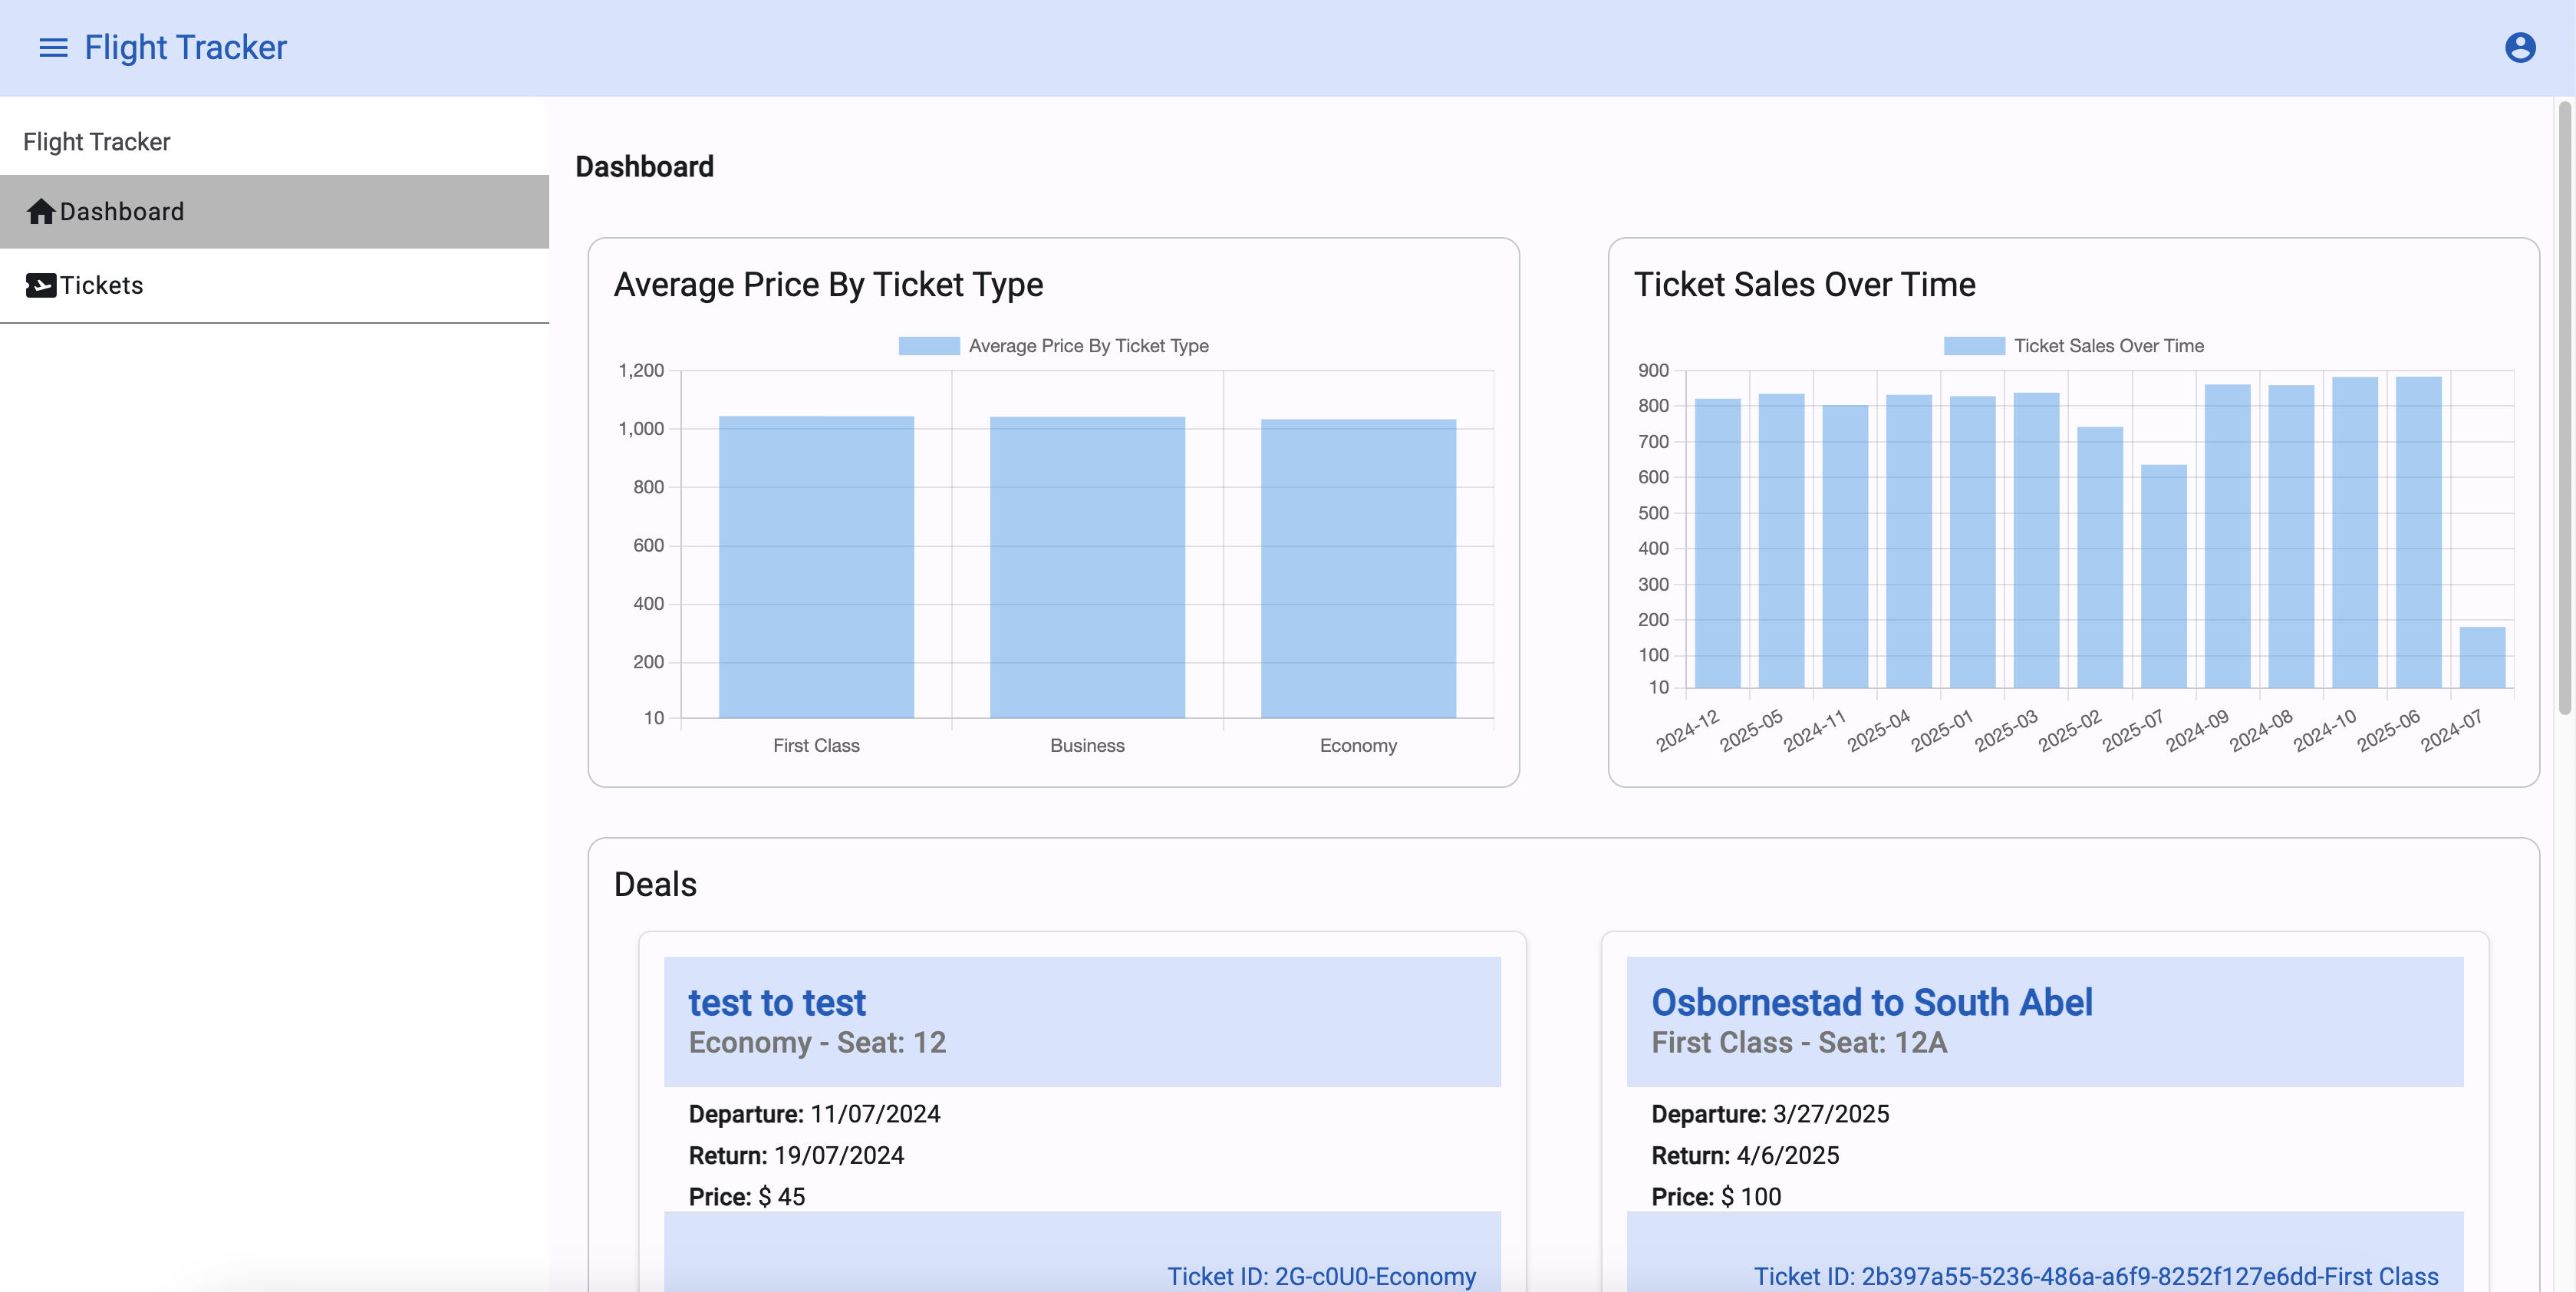 Flight Tracker
Flight Tracker
Dashboard
Tickets
Dashboard
Average Price By Ticket Type
Average Price By Ticket Type
1,200
1,000
800
600
400
200
10
First Class Business Economy
Ticket Sales Over Time
Ticket Sales Over Time
900
800
700
600
500
400
300
200
100
10
2024-12 2025-05 2024-11 2025-04 2025-01 2025-03 2025-02 2025-07 2024-09 2024-08 2024-10 2025-06 2024-07
Deals
test to test
Economy - Seat: 12
Departure: 11/07/2024
Return: 19/07/2024
Price: $ 45
Ticket ID: 2G-c0U0-Economy
Osbornestad to South Abel
First Class - Seat: 12A
Departure: 3/27/2025
Return: 4/6/2025
Price: $ 100
Ticket ID: 2b397a55-5236-486a-a6f9-8252f127e6dd-First Class